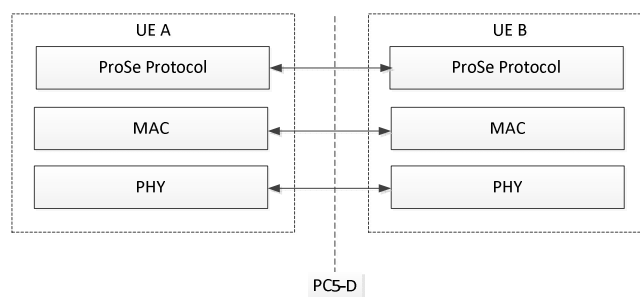 UE A
UE B
ProSe Protocol
ProSe Protocol
MAC
MAC
PHY
PHY
PC5-D